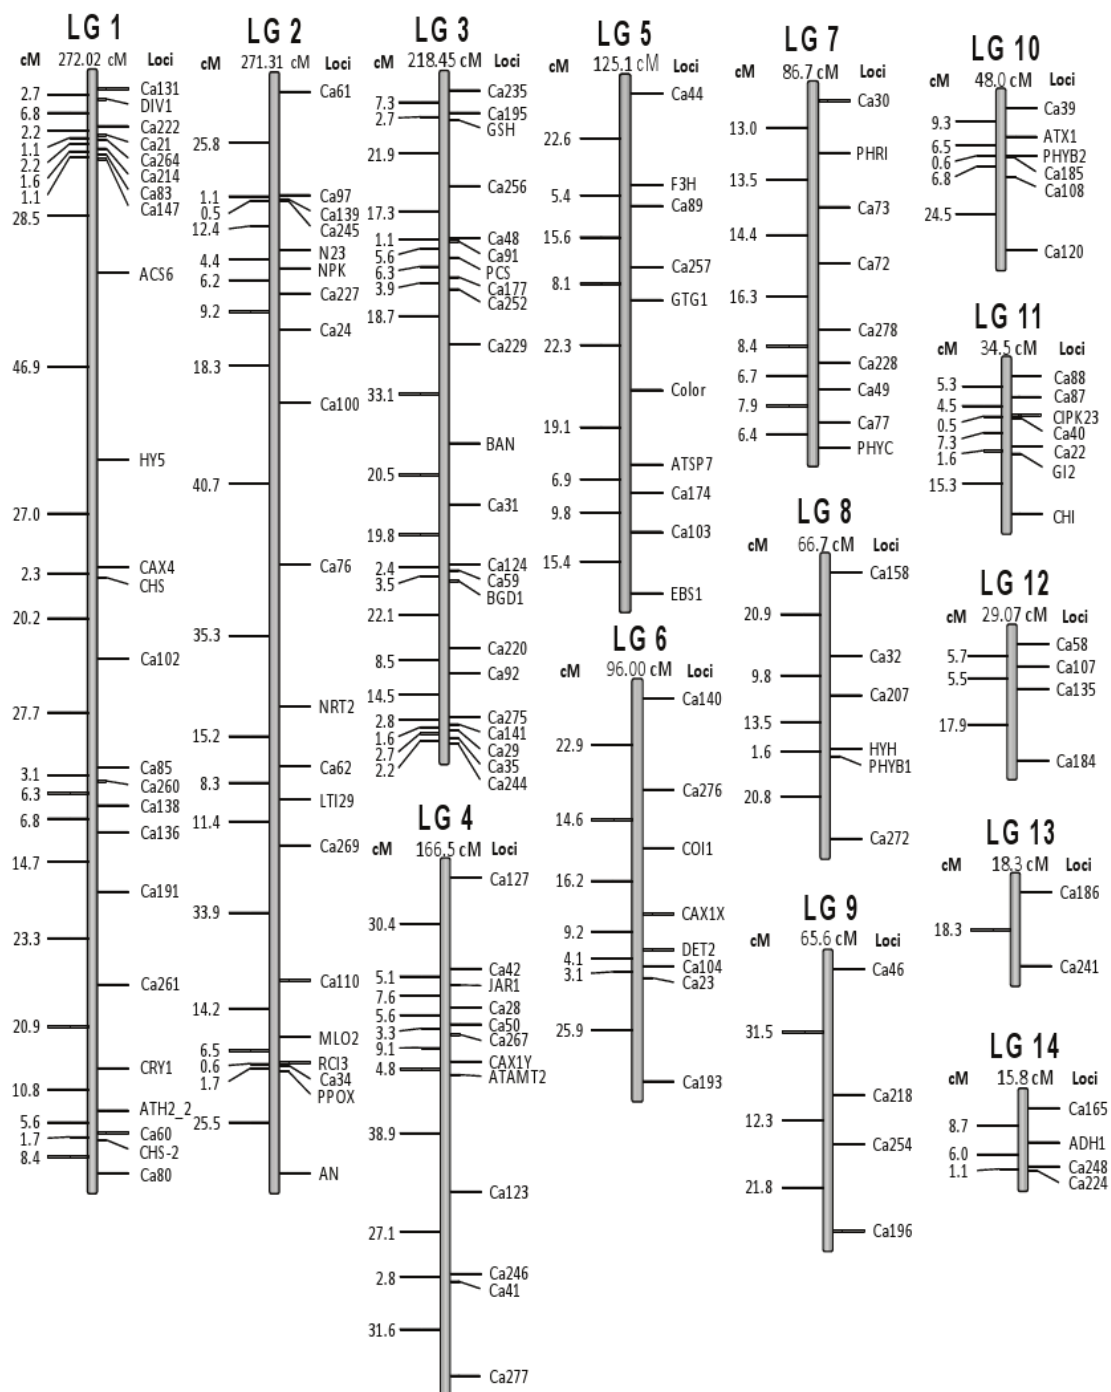 LG 1
cM 272.02 cM Loci
2.7
6.8
2.2
1.1
2.2
1.6
1.1
28.5
46.9
27.0
2.3
20.2
27.7
3.1
6.3
6.8
14.7
23.3
20.9
10.8
5.6
1.7
8.4
Ca131
DIV1
Ca222
Ca21
Ca264
Ca214
Ca83
Ca147
ACS6
HY5
CAX4
CHS
Ca102
Ca85
Ca260
Ca138
Ca136
Ca191
Ca261
CRY1
ATH2_2
Ca60
CHS-2
Ca80
LG 2
cM 271.31 cM Loci
25.8
1.1
0.5
12.4
4.4
6.2
9.2
18.3
40.7
35.3
15.2
8.3
11.4
33.9
14.2
6.5
0.6
1.7
25.5
Ca61
Ca97
Ca139
Ca245
N23
NPK
Ca227
Ca24
Ca100
Ca76
NRT2
Ca62
LTI29
Ca269
Ca110
MLO2
RCI3
Ca34
PPOX
AN
LG 3
cM 218.45 cM Loci
7.3
2.7
21.9
17.3
1.1
5.6
6.3
3.9
18.7
33.1
20.5
19.8
2.4
3.5
22.1
8.5
14.5
2.8
1.6
2.7
2.2
Ca235
Ca195
GSH
Ca256
Ca48
Ca91
PCS
Ca177
Ca252
Ca229
BAN
Ca31
Ca124
Ca59
BGD1
Ca220
Ca92
Ca275
Ca141
Ca29
Ca35
Ca244
LG 4
cM 166.5 cM Loci
30.4
5.1
7.6
5.6
3.3
9.1
4.8
38.9
27.1
2.8
31.6
Ca127
Ca42
JAR1
Ca28
Ca50
Ca267
CAX1Y
ATAMT2
Ca123
Ca246
Ca41
Ca277
LG 5
cM 125.1 cM Loci
22.6
5.4
15.6
8.1
22.3
19.1
6.9
9.8
15.4
Ca44
F3H
Ca89
Ca257
GTG1
Color
ATSP7
Ca174
Ca103
EBS1
LG 6
cM 96.00 cM Loci
22.9
14.6
16.2
9.2
4.1
3.1
25.9
Ca140
Ca276
COI1
CAX1X
DET2
Ca104
Ca23
Ca193
LG 7
cM 86.7 cM Loci
13.0
13.5
14.4
16.3
8.4
6.7
7.9
6.4
Ca30
PHRI
Ca73
Ca72
Ca278
Ca228
Ca49
Ca77
PHYC
LG 8
cM 66.7 cM Loci
20.9
9.8
13.5
1.6
20.8
Ca158
Ca32
Ca207
HYH
PHYB1
Ca272
LG 9
cM 65.6 cM Loci
31.5
12.3
21.8
Ca46
Ca218
Ca254
Ca196
LG 10
cM 48.0 cM Loci
9.3
6.5
0.6
6.8
24.5
Ca39
ATX1
PHYB2
Ca185
Ca108
Ca120
LG 11
cM 34.5 cM Loci
5.3
4.5
0.5
7.3
1.6
15.3
Ca88
Ca87
CIPK23
Ca40
Ca22
GI2
CHI
LG 12
cM 29.07 cM Loci
5.7
5.5
17.9
Ca58
Ca107
Ca135
Ca184
LG 13
cM 18.3 cM Loci
18.3
Ca186
Ca241
LG 14
cM 15.8 cM Loci
8.7
6.0
1.1
Ca165
ADH1
Ca248
Ca224